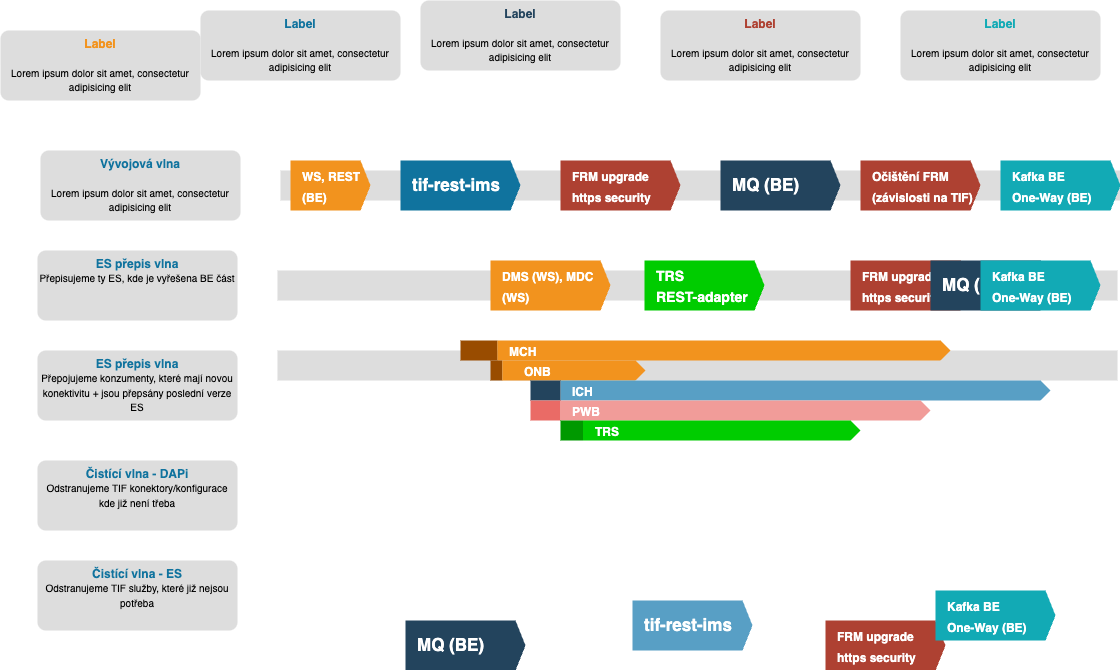 Label
Lorem ipsum dolor sit amet, consectetur
adipisicing elit
Label
Lorem ipsum dolor sit amet, consectetur
adipisicing elit
Label
Lorem ipsum dolor sit amet, consectetur
adipisicing elit
Label
Lorem ipsum dolor sit amet, consectetur
adipisicing elit
Label
Lorem ipsum dolor sit amet, consectetur
adipisicing elit
Vývojová vlna
Lorem ipsum dolor sit amet, consectetur
adipisicing elit
WS, REST
(BE)
tif-rest-ims
FRM upgrade
https security
MQ (BE)
Očištění FRM
(závislosti na TIF)
Kafka BE
One-Way (BE)
ES přepis vlna
Přepisujeme ty ES, kde je vyřešena BE část
DMS (WS), MDC
(WS)
TRS
REST-adapter
FRM upgrad
https securi
MQ (
Kafka BE
One-Way (BE)
ES přepis vlna
Přepojujeme konzumenty, které mají novou
konektivitu + jsou přepsány poslední verze
ES
MCH
ONB
ICH
PWB
TRS
Čistící vlna - DAPi
Odstranujeme TIF konektory/konfigurace
kde již není třeba
Čistící vlna - ES
Odstranujeme TIF služby, které již nejsou
potřeba
MQ (BE)
tif-rest-ims
FRM upgrade
https security
Kafka BE
One-Way (BE)